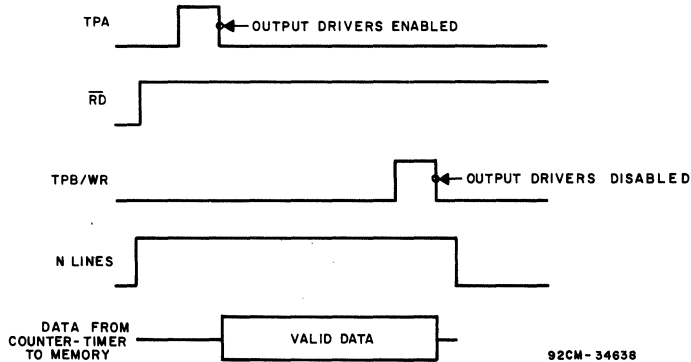 TPA
OUTPUT DRIVERS ENABLED
RD
TPB/WR
OUTPUT DRIVERS DISABLED
N LINES
DATA FROM
COUNTER-TIMER
TO MEMORY
VALID DATA
92CM-34638